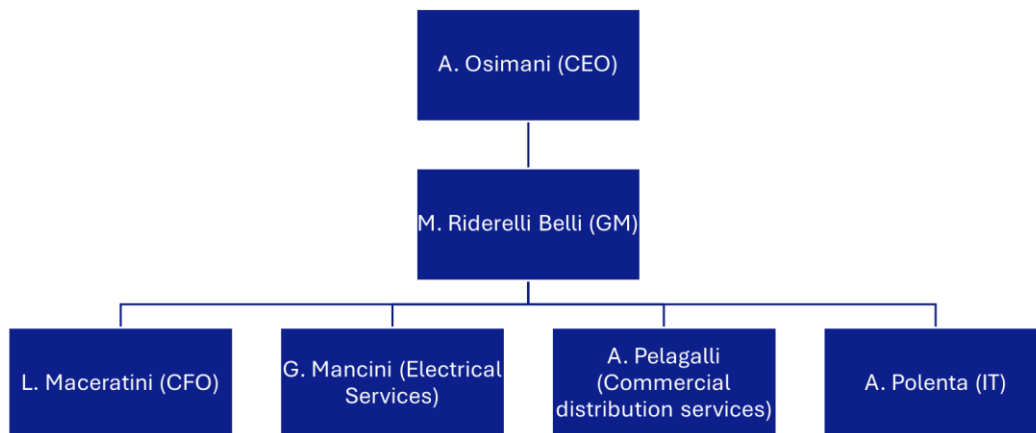 A. Osimani (CEO)
M. Riderelli Belli (GM)
L. Maceratini (CFO)
G. Mancini (Electrical
Services)
A. Pelagalli
(Commercial
distribution services)
A. Polenta (IT)